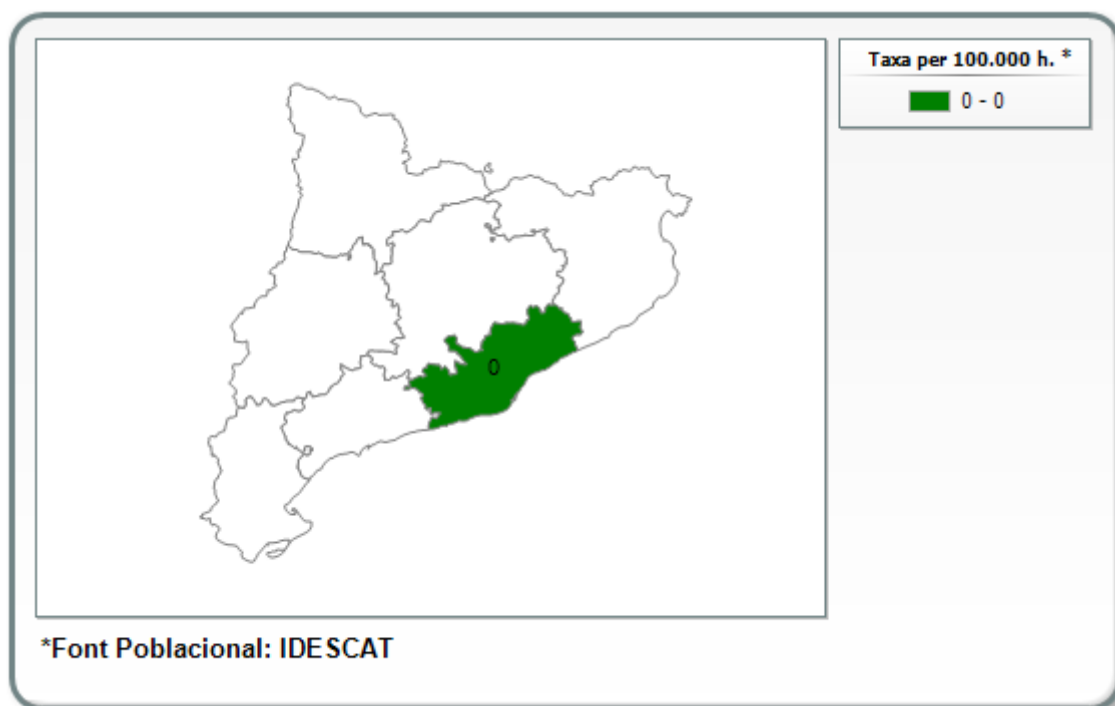 Taxa per 100.000 h. *
0 - 0
0
*Font Poblacional: IDESCAT